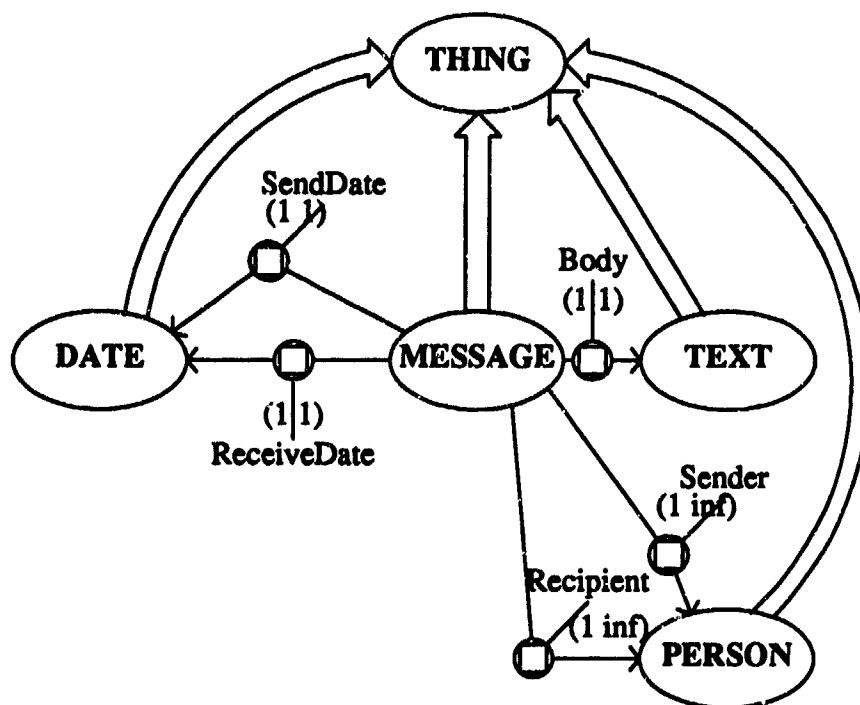 THING
SendDate
(1 1)
Body
(1 1)
DATE
MESSAGE
TEXT
(1 1)
ReceiveDate
Sender
(1 inf)
Recipient
(1 inf)
PERSON